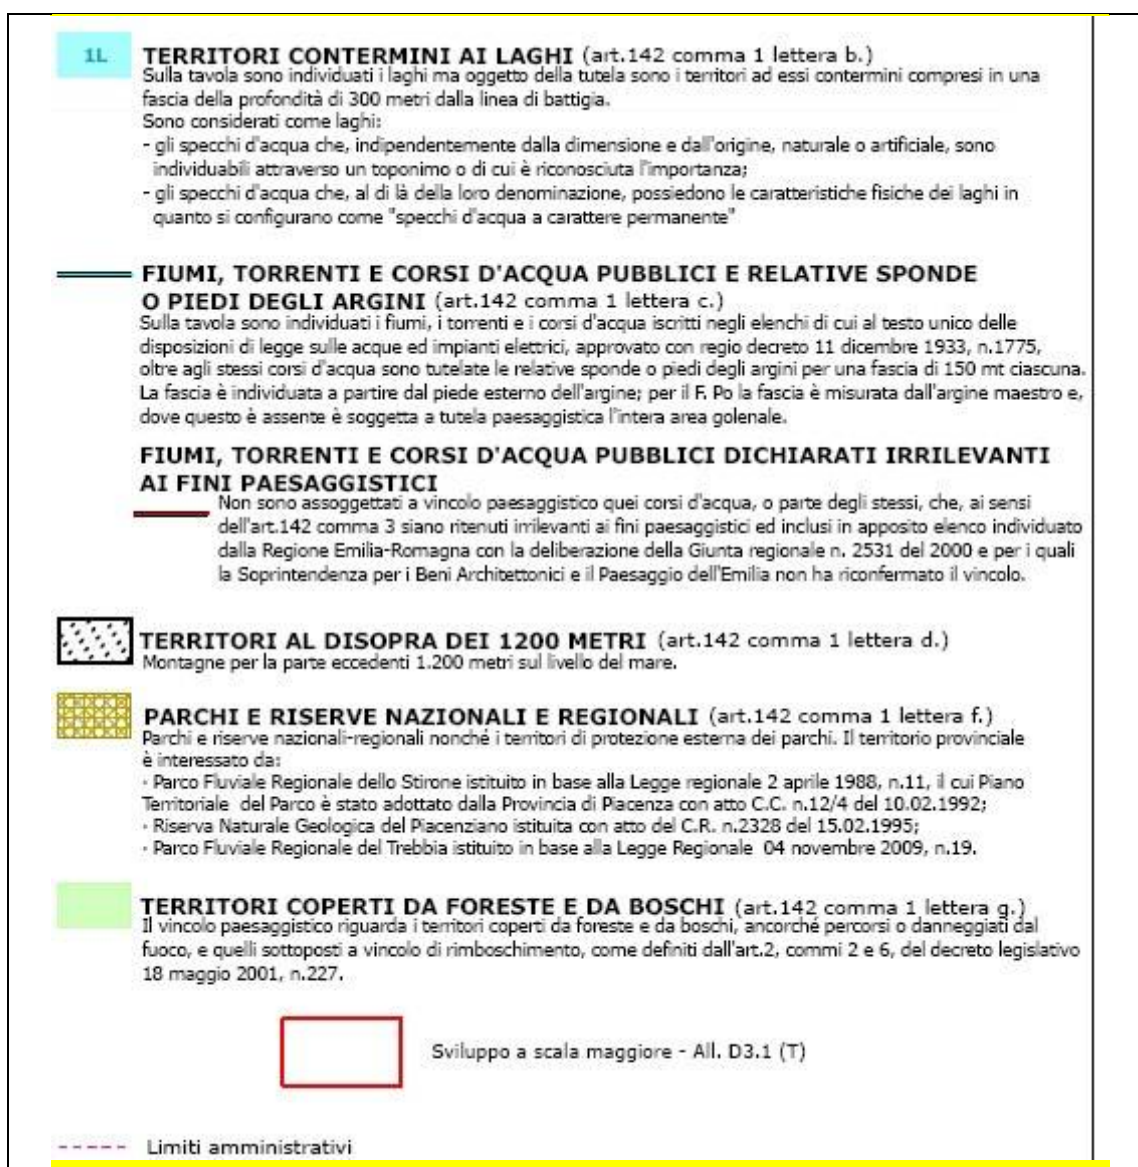 1L TERRITORI CONTERMINI AI LAGHI (art.142 comma 1 lettera b.)
Sulla tavola sono individuati i laghi ma oggetto della tutela sono i territori ad essi contermini compresi in una
fascia della profondità di 300 metri dalla linea di battigia.
Sono considerati come laghi:
- gli specchi d'acqua che, indipendentemente dalla dimensione e dall'origine, naturale o artificiale, sono
individuabili attraverso un toponimo o di cui è riconosciuta l'importanza;
- gli specchi d'acqua che, al di là della loro denominazione, possiedono le caratteristiche fisiche dei laghi in
quanto si configurano come "specchi d'acqua a carattere permanente"
FIUMI, TORRENTI E CORSI D'ACQUA PUBBLICI E RELATIVE SPONDE
O PIEDI DEGLI ARGINI (art.142 comma 1 lettera c.)
Sulla tavola sono individuati i fiumi, i torrenti e i corsi d'acqua iscritti negli elenchi di cui al testo unico delle
disposizioni di legge sulle acque ed impianti elettrici, approvato con regio decreto 11 dicembre 1933, n.1775,
oltre agli stessi corsi d'acqua sono tutelate le relative sponde o piedi degli argini per una fascia di 150 mt ciascuna.
La fascia è individuata a partire dal piede esterno dell'argine; per il F. Po la fascia è misurata dall'argine maestro e,
dove questo è assente è soggetta a tutela paesaggistica l'intera area golenale.
FIUMI, TORRENTI E CORSI D'ACQUA PUBBLICI DICHIARATI IRRILEVANTI
AI FINI PAESAGGISTICI
Non sono assoggettati a vincolo paesaggistico quei corsi d'acqua, o parte degli stessi, che, ai sensi
dell'art.142 comma 3 siano ritenuti irrilevanti ai fini paesaggistici ed inclusi in apposito elenco individuato
dalla Regione Emilia-Romagna con la deliberazione della Giunta regionale n. 2531 del 2000 e per i quali
la Soprintendenza per i Beni Architettonici e il Paesaggio dell'Emilia non ha riconfermato il vincolo.
TERRITORI AL DISOPRA DEI 1200 METRI (art.142 comma 1 lettera d.)
Montagne per la parte eccedenti 1.200 metri sul livello del mare.
PARCHI E RISERVE NAZIONALI E REGIONALI (art.142 comma 1 lettera f.)
Parchi e riserve nazionali-regionali nonché i territori di protezione esterna dei parchi. Il territorio provinciale
è interessato da:
· Parco Fluviale Regionale dello Stirone istituito in base alla Legge regionale 2 aprile 1988, n.11, il cui Piano
Territoriale del Parco è stato adottato dalla Provincia di Piacenza con atto C.C. n.12/4 del 10.02.1992;
· Riserva Naturale Geologica del Piacenziano istituita con atto del C.R. n.2328 del 15.02.1995;
· Parco Fluviale Regionale del Trebbia istituito in base alla Legge Regionale 04 novembre 2009, n.19.
TERRITORI COPERTI DA FORESTE E DA BOSCHI (art.142 comma 1 lettera g.)
Il vincolo paesaggistico riguarda i territori coperti da foreste e da boschi, ancorché percorsi o danneggiati dal
fuoco, e quelli sottoposti a vincolo di rimboschimento, come definiti dall'art.2, commi 2 e 6, del decreto legislativo
18 maggio 2001, n.227.
Sviluppo a scala maggiore - All. D3.1 (T)
Limiti amministrativi